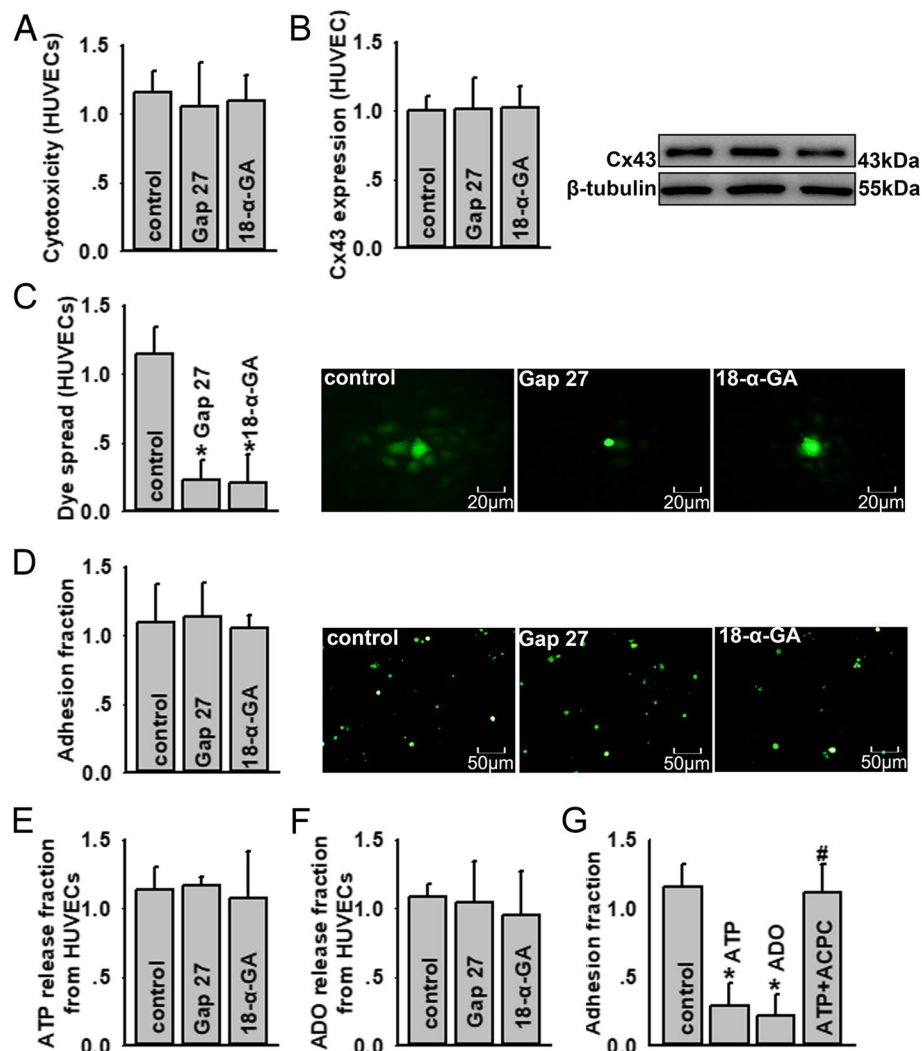 A
Cytotoxicity (HUVECs)
1.5
1.0
.5
0.0
control
Gap 27
18-α-GA
B
Cx43 expression (HUVEC)
1.5
1.0
.5
0.0
control
Gap 27
18-α-GA
Cx43
43kDa
β-tubulin
55kDa
C
Dye spread (HUVECs)
1.5
1.0
.5
0.0
control
* Gap 27
*18-α-GA
control
20μm
Gap 27
20μm
18-α-GA
20μm
D
Adhesion fraction
1.5
1.0
.5
0.0
control
Gap 27
18-α-GA
control
50μm
Gap 27
50μm
18-α-GA
50μm
E
ATP release fraction
from HUVECs
1.5
1.0
.5
0.0
control
Gap 27
18-α-GA
F
ADO release fraction
from HUVECs
1.5
1.0
.5
0.0
control
Gap 27
18-α-GA
G
Adhesion fraction
1.5
1.0
.5
0.0
control
* ATP
* ADO
#
ATP+ACPC